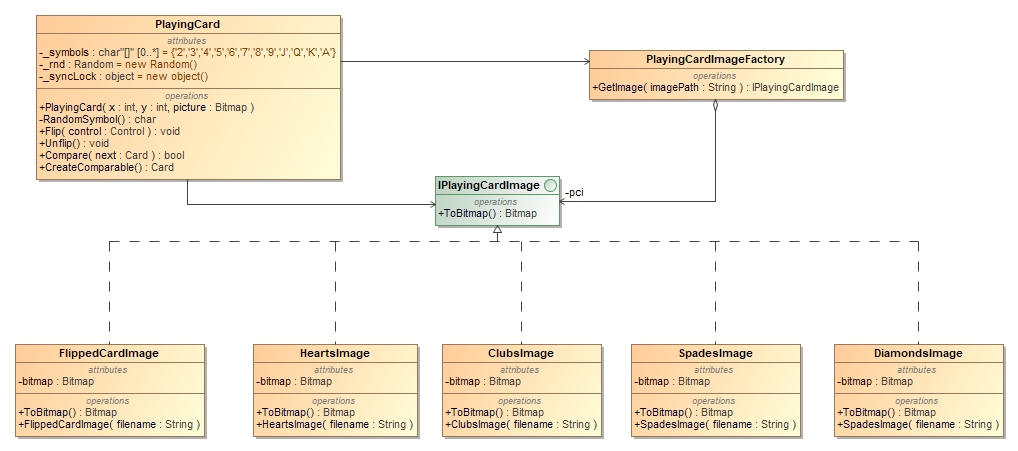 PlayingCard
attributes
-_symbols : char"[]" [0..*] = {'2','3','4','5','6','7','8','9','J','Q','K','A'}
-_rnd : Random = new Random()
-_syncLock : object = new object()
operations
+PlayingCard( x : int, y : int, picture : Bitmap )
-RandomSymbol() : char
+Flip( control : Control ) : void
+Unflip() : void
+Compare( next : Card ) : bool
+CreateComparable() : Card
PlayingCardImageFactory
operations
+GetImage( imagePath : String ) : IPlayingCardImage
IPlayingCardImage
operations
+ToBitmap() : Bitmap
-pci
FlippedCardImage
attributes
-bitmap : Bitmap
operations
+ToBitmap() : Bitmap
+FlippedCardImage( filename : String )
HeartsImage
attributes
-bitmap : Bitmap
operations
+ToBitmap() : Bitmap
+HeartsImage( filename : String )
ClubsImage
attributes
-bitmap : Bitmap
operations
+ToBitmap() : Bitmap
+ClubsImage( filename : String )
SpadesImage
attributes
-bitmap : Bitmap
operations
+ToBitmap() : Bitmap
+SpadesImage( filename : String )
DiamondsImage
attributes
-bitmap : Bitmap
operations
+ToBitmap() : Bitmap
+SpadesImage( filename : String )